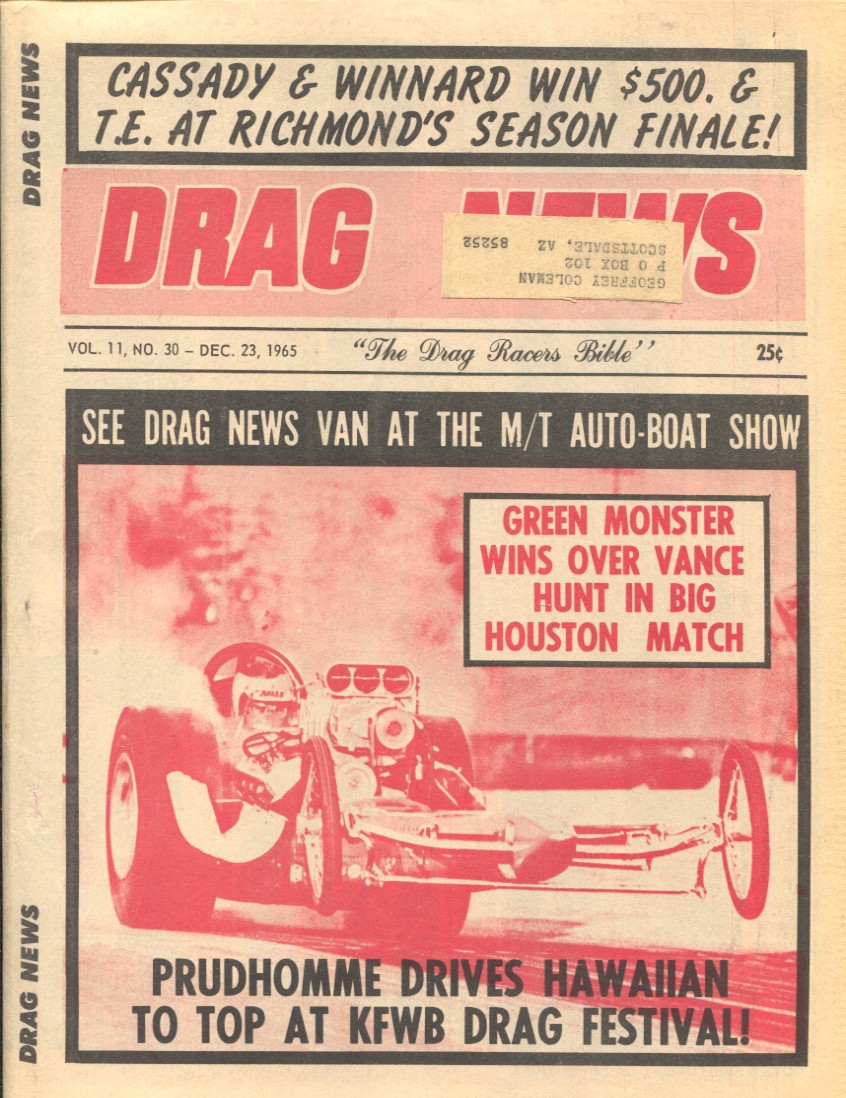 DRAG NEWS
CASSADY & WINNARD WIN $500. &
T.E. AT RICHMOND'S SEASON FINALE!
DRAG NEWS
GEOFFREY COLEMAN
P O BOX 102
SCOTTSDALE, AZ 85252
VOL. 11, NO. 30 – DEC. 23, 1965 "The Drag Racers Bible" 25¢
SEE DRAG NEWS VAN AT THE M/T AUTO-BOAT SHOW
GREEN MONSTER
WINS OVER VANCE
HUNT IN BIG
HOUSTON MATCH
PRUDHOMME DRIVES HAWAIIAN
TO TOP AT KFWB DRAG FESTIVAL!
DRAG NEWS